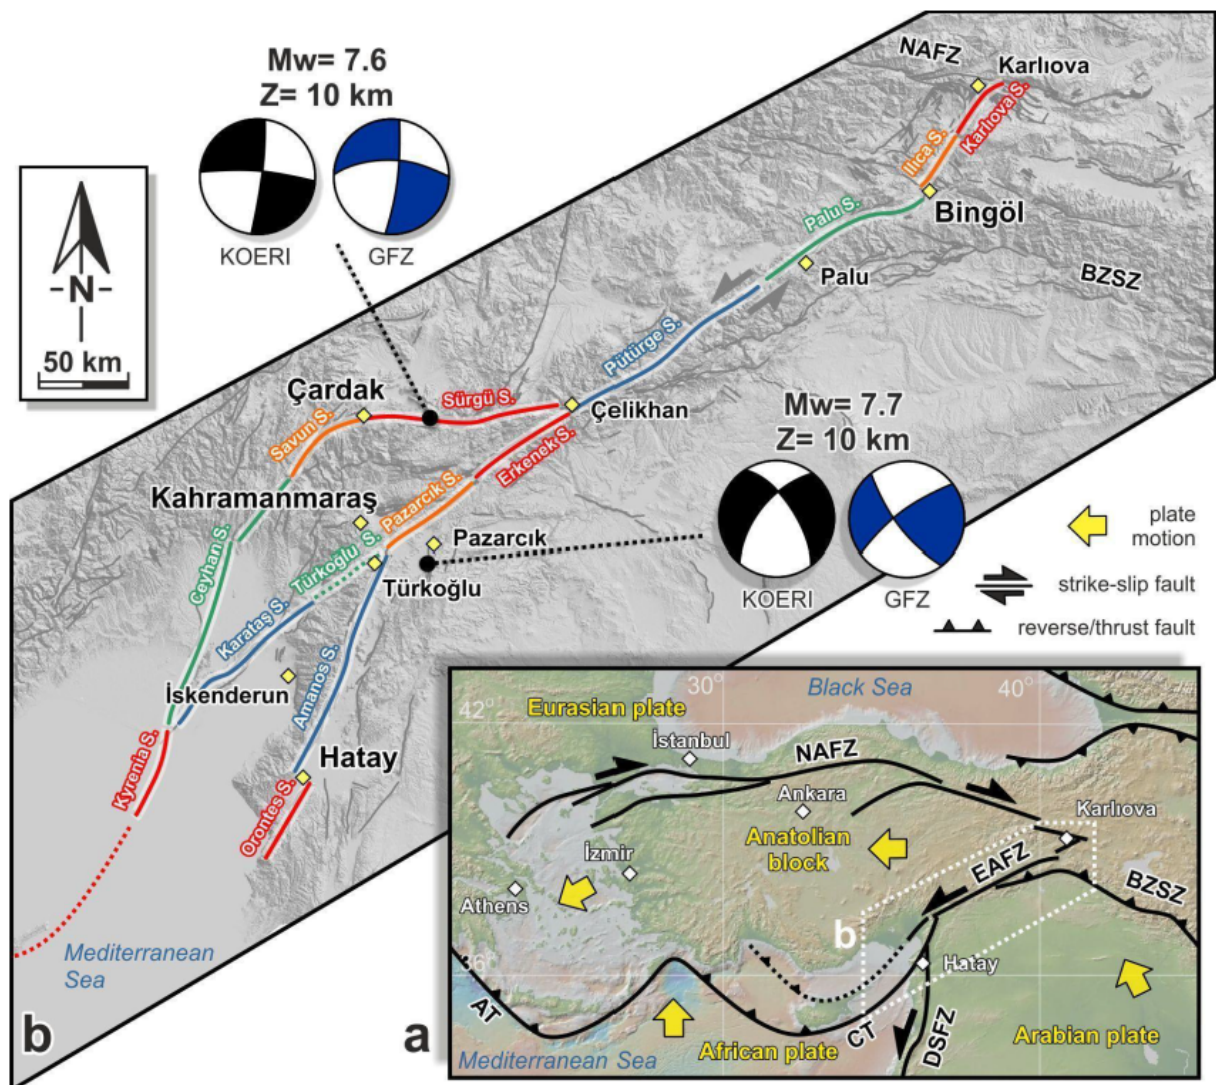 Mw= 7.6
Z= 10 km
KOERI
GFZ
N
50 km
NAFZ
Karlıova
Karlıova S.
Ilıca S.
Bingöl
Palu S.
Palu
BZSZ
Pütürge S.
Çardak
Sürgü S.
Çelikhan
Savun S.
Erkenek S.
Kahramanmaraş
Pazarcık S.
Pazarcık
Türkoğlu S.
Türkoğlu
Ceyhan S.
Karataş S.
Amanos S.
İskenderun
Hatay
Kyrenia S.
Orontes S.
Mediterranean
Sea
b
Mw= 7.7
Z= 10 km
KOERI
GFZ
plate
motion
strike-slip fault
reverse/thrust fault
30°
40°
42°
36°
Black Sea
Eurasian plate
İstanbul
NAFZ
Ankara
Karlıova
Anatolian
block
İzmir
EAFZ
BZSZ
Athens
b
Hatay
AT
CT
DSFZ
African plate
Arabian plate
Mediterranean Sea
a